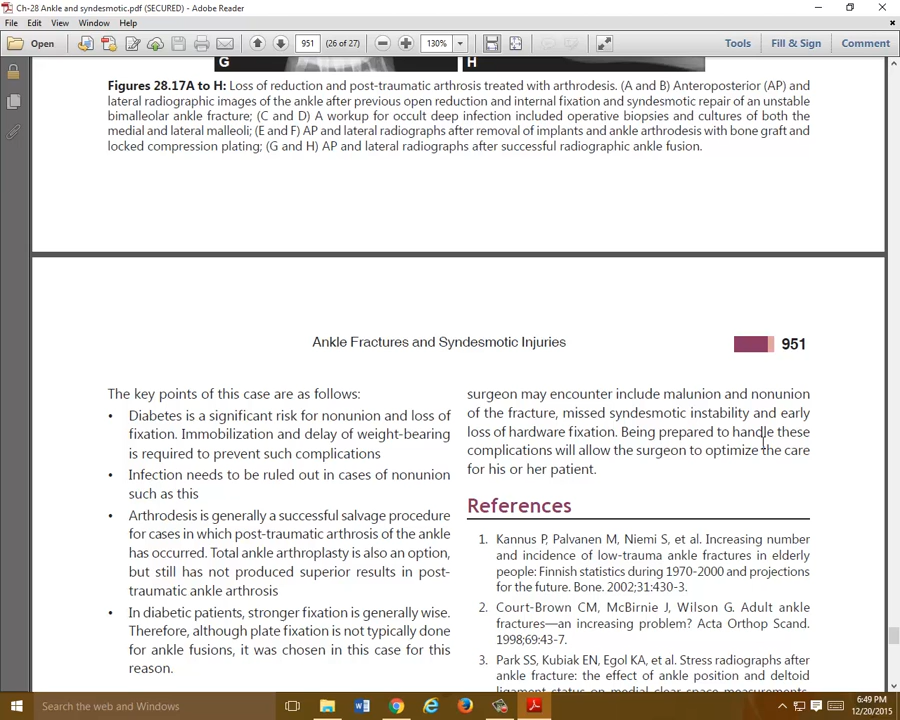 Ch-28 Ankle and syndesmotic.pdf (SECURED) - Adobe Reader
File Edit View Window Help
Open 951 (26 of 27) 130% Tools Fill & Sign Comment
G H
Figures 28.17A to H: Loss of reduction and post-traumatic arthrosis treated with arthrodesis. (A and B) Anteroposterior (AP) and
lateral radiographic images of the ankle after previous open reduction and internal fixation and syndesmotic repair of an unstable
bimalleolar ankle fracture; (C and D) A workup for occult deep infection included operative biopsies and cultures of both the
medial and lateral malleoli; (E and F) AP and lateral radiographs after removal of implants and ankle arthrodesis with bone graft and
locked compression plating; (G and H) AP and lateral radiographs after successful radiographic ankle fusion.
Ankle Fractures and Syndesmotic Injuries 951
The key points of this case are as follows:
• Diabetes is a significant risk for nonunion and loss of
fixation. Immobilization and delay of weight-bearing
is required to prevent such complications
• Infection needs to be ruled out in cases of nonunion
such as this
• Arthrodesis is generally a successful salvage procedure
for cases in which post-traumatic arthrosis of the ankle
has occurred. Total ankle arthroplasty is also an option,
but still has not produced superior results in post-
traumatic ankle arthrosis
• In diabetic patients, stronger fixation is generally wise.
Therefore, although plate fixation is not typically done
for ankle fusions, it was chosen in this case for this
reason.
surgeon may encounter include malunion and nonunion
of the fracture, missed syndesmotic instability and early
loss of hardware fixation. Being prepared to handle these
complications will allow the surgeon to optimize the care
for his or her patient.
References
1. Kannus P, Palvanen M, Niemi S, et al. Increasing number
and incidence of low-trauma ankle fractures in elderly
people: Finnish statistics during 1970-2000 and projections
for the future. Bone. 2002;31:430-3.
2. Court-Brown CM, McBirnie J, Wilson G. Adult ankle
fractures—an increasing problem? Acta Orthop Scand.
1998;69:43-7.
3. Park SS, Kubiak EN, Egol KA, et al. Stress radiographs after
ankle fracture: the effect of ankle position and deltoid
ligament status on medial clear space measurements.
Search the web and Windows
6:49 PM
12/20/2015